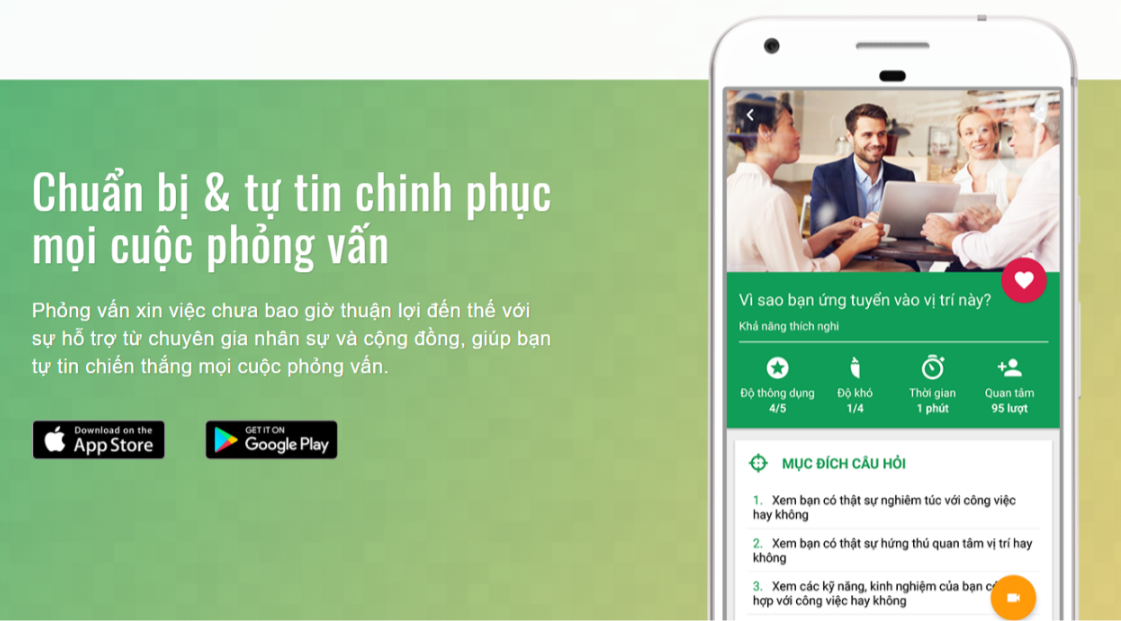 Chuẩn bị & tự tin chinh phục
mọi cuộc phỏng vấn
Phỏng vấn xin việc chưa bao giờ thuận lợi đến thế với
sự hỗ trợ từ chuyên gia nhân sự và cộng đồng, giúp bạn
tự tin chiến thắng mọi cuộc phỏng vấn.
Download on the
App Store
GET IT ON
Google Play
Vì sao bạn ứng tuyển vào vị trí này?
Khả năng thích nghi
Độ thông dụng
4/5
Độ khó
1/4
Thời gian
1 phút
Quan tâm
95 lượt
MỤC ĐÍCH CÂU HỎI
1. Xem bạn có thật sự nghiêm túc với công việc
hay không
2. Xem bạn có thật sự hứng thú quan tâm vị trí hay
không
3. Xem các kỹ năng, kinh nghiệm của bạn
hợp với công việc hay không